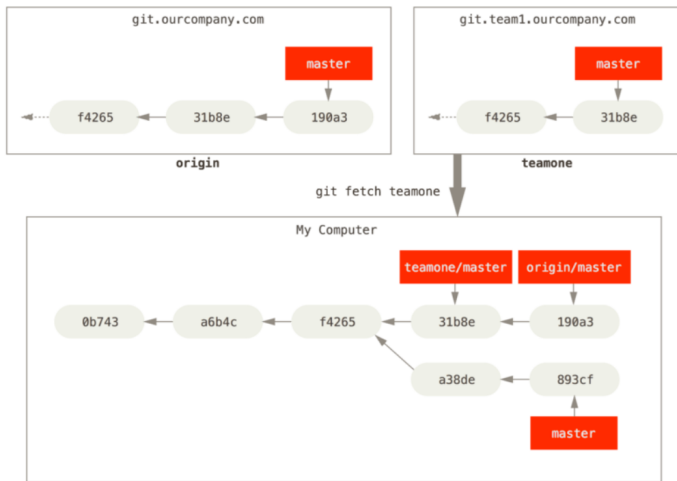 git.ourcompany.com
master
f4265
31b8e
190a3
origin
git.team1.ourcompany.com
master
f4265
31b8e
teamone
git fetch teamone
My Computer
teamone/master
origin/master
0b743
a6b4c
f4265
31b8e
190a3
a38de
893cf
master